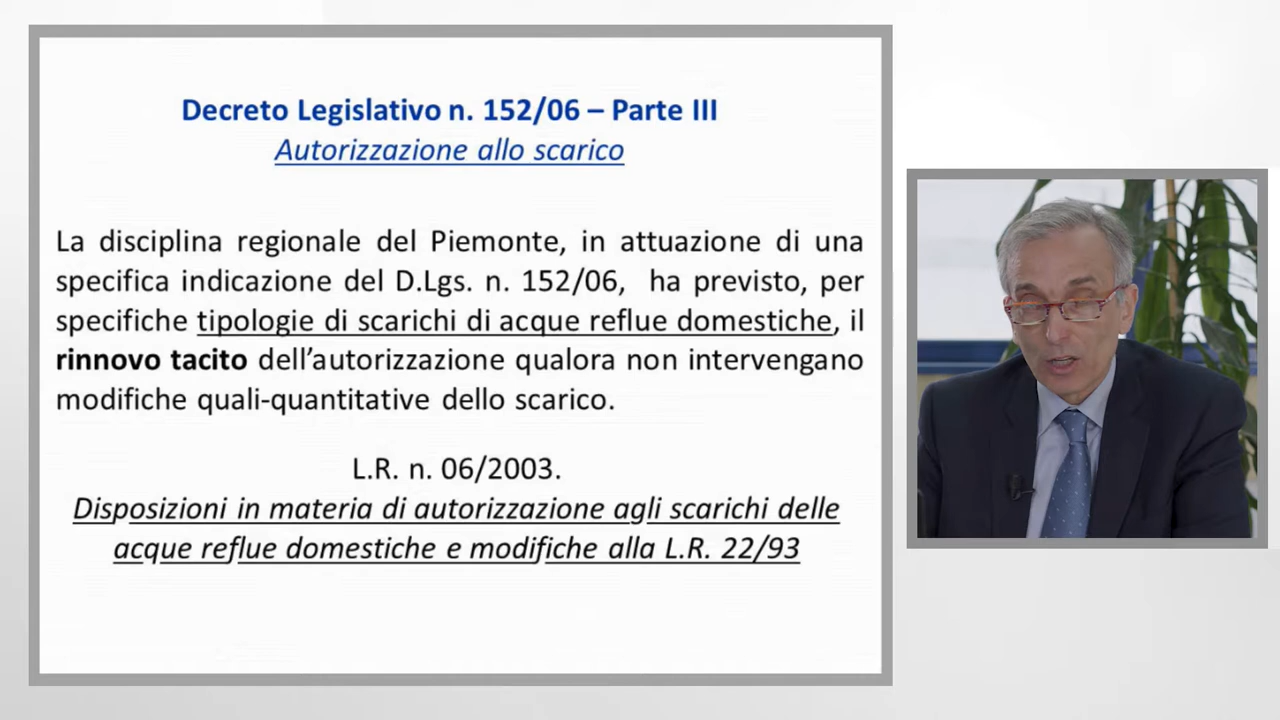 Decreto Legislativo n. 152/06 – Parte III
Autorizzazione allo scarico
La disciplina regionale del Piemonte, in attuazione di una
specifica indicazione del D.Lgs. n. 152/06, ha previsto, per
specifiche tipologie di scarichi di acque reflue domestiche, il
rinnovo tacito dell'autorizzazione qualora non intervengano
modifiche quali-quantitative dello scarico.
L.R. n. 06/2003.
Disposizioni in materia di autorizzazione agli scarichi delle
acque reflue domestiche e modifiche alla L.R. 22/93